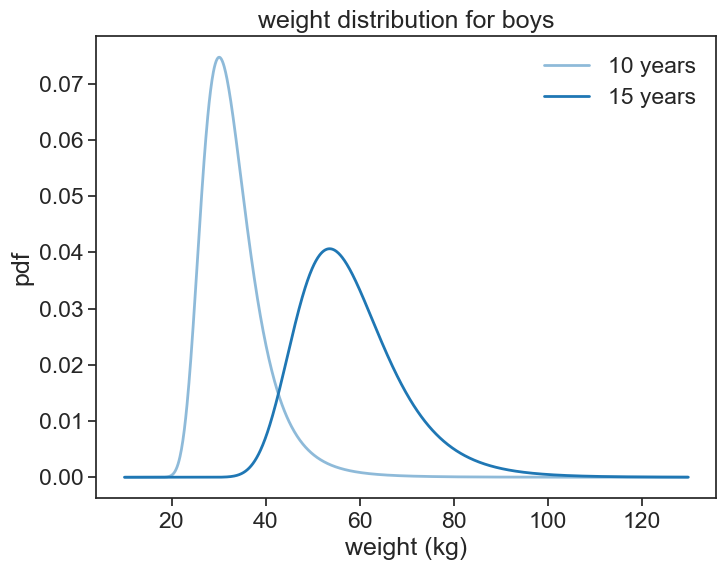 weight distribution for boys
10 years
15 years
pdf
0.07
0.06
0.05
0.04
0.03
0.02
0.01
0.00
20 40 60 80 100 120
weight (kg)